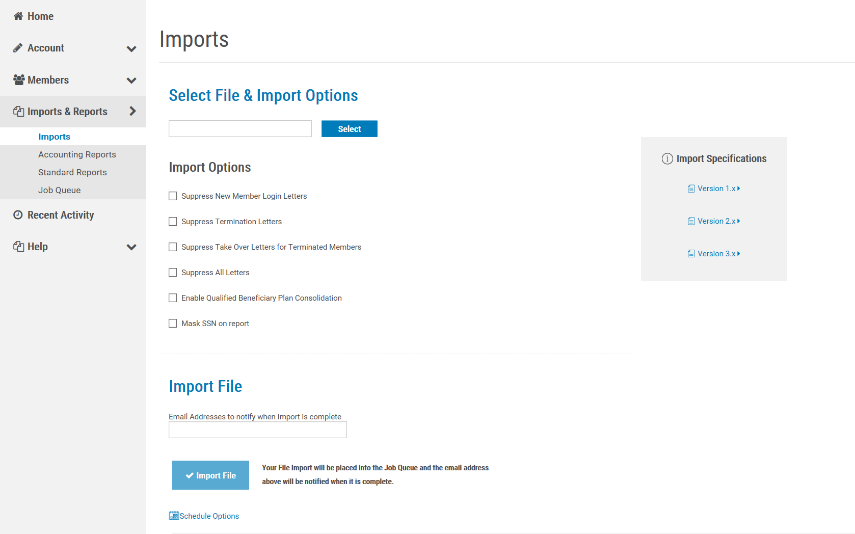 Home
Account
Members
Imports & Reports
Imports
Accounting Reports
Standard Reports
Job Queue
Recent Activity
Help
Imports
Select File & Import Options
Select
Import Options
Suppress New Member Login Letters
Suppress Termination Letters
Suppress Take Over Letters for Terminated Members
Suppress All Letters
Enable Qualified Beneficiary Plan Consolidation
Mask SSN on report
Import Specifications
Version 1.x
Version 2.x
Version 3.x
Import File
Email Addresses to notify when Import is complete
Import File
Your File Import will be placed into the Job Queue and the email address
above will be notified when it is complete.
Schedule Options